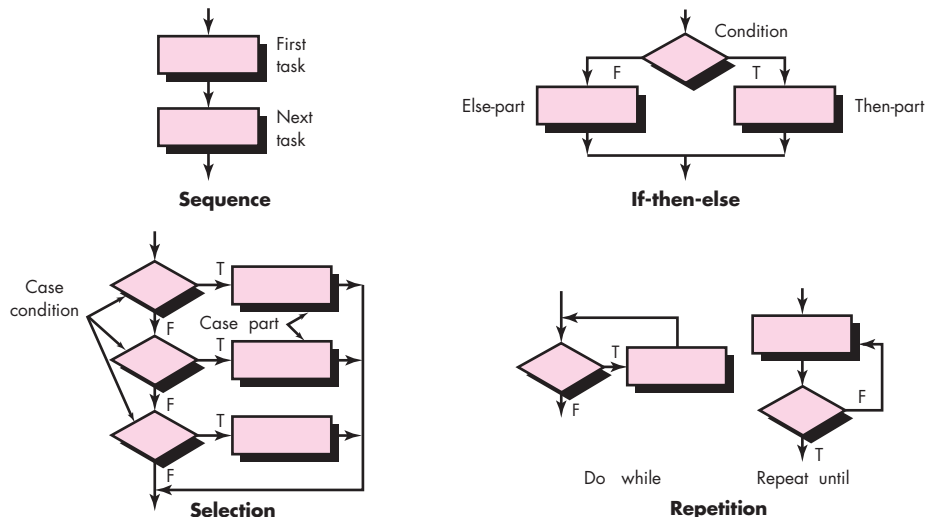 First
task
Next
task
Sequence
Condition
F
T
Else-part
Then-part
If-then-else
Case
condition
T
F
Case part
T
F
T
F
Selection
T
F
F
T
Do while
Repeat until
Repetition